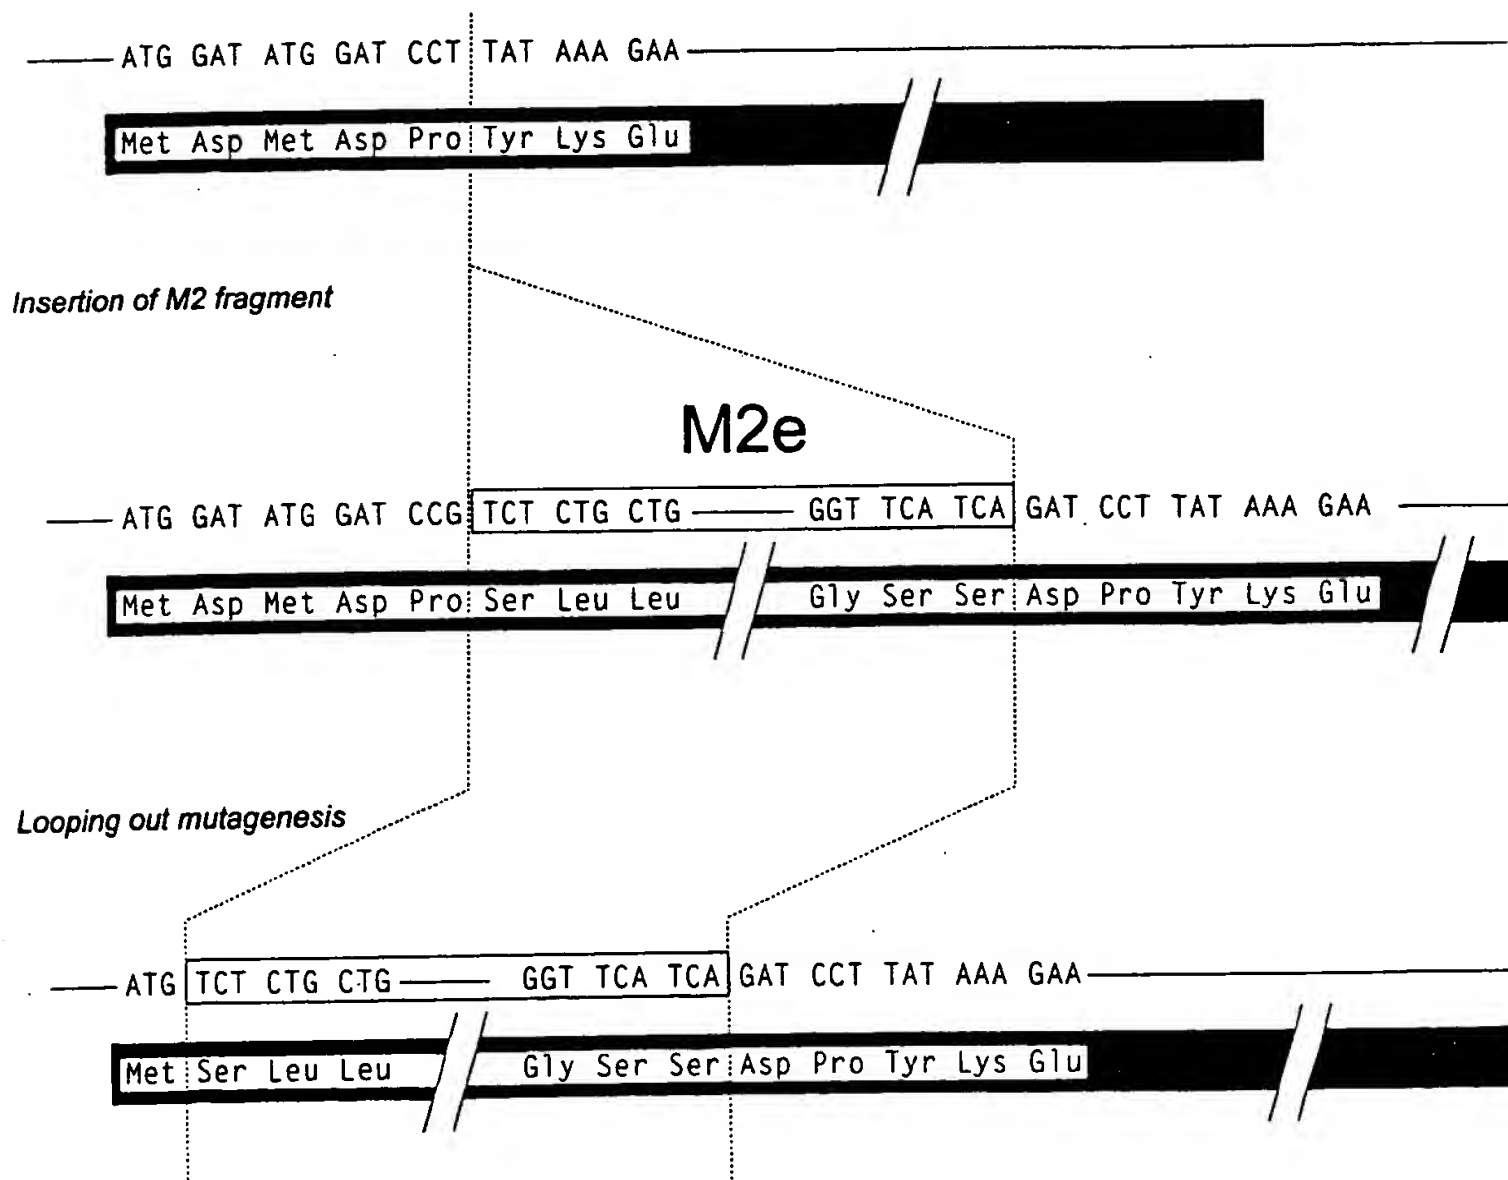 ATG GAT ATG GAT CCT TAT AAA GAA
Met Asp Met Asp Pro Tyr Lys Glu
Insertion of M2 fragment
M2e
ATG GAT ATG GAT CCG TCT CTG CTG GGT TCA TCA GAT CCT TAT AAA GAA
Met Asp Met Asp Pro Ser Leu Leu Gly Ser Ser Asp Pro Tyr Lys Glu
Looping out mutagenesis
ATG TCT CTG CTG GGT TCA TCA GAT CCT TAT AAA GAA
Met Ser Leu Leu Gly Ser Ser Asp Pro Tyr Lys Glu